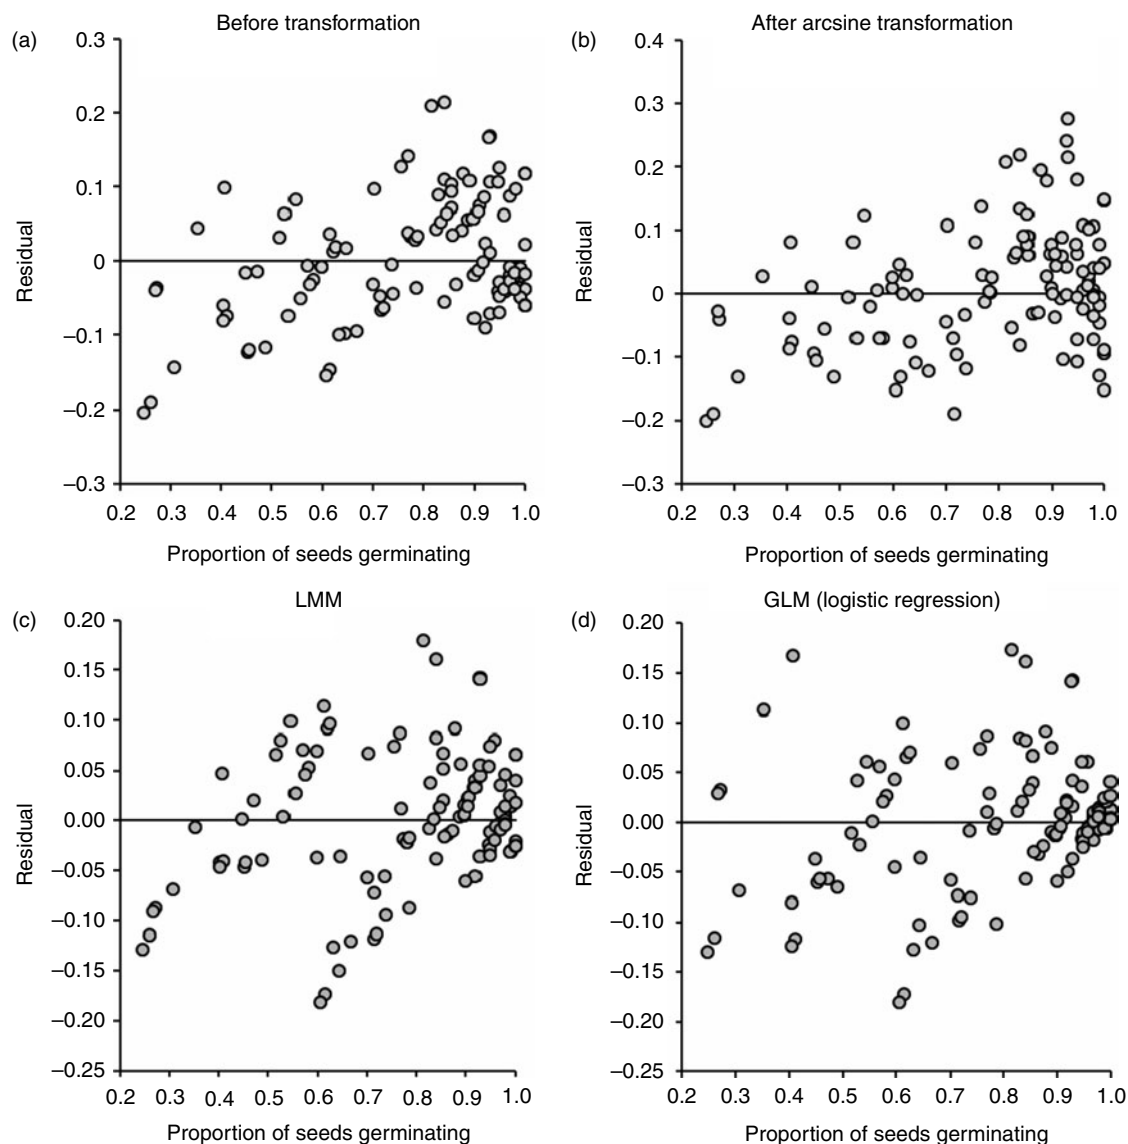 Before transformation
(a)
0.3
0.2
0.1
0
–0.1
–0.2
–0.3
Residual
0.2 0.3 0.4 0.5 0.6 0.7 0.8 0.9 1.0
Proportion of seeds germinating
After arcsine transformation
(b)
0.4
0.3
0.2
0.1
0
–0.1
–0.2
–0.3
Residual
0.2 0.3 0.4 0.5 0.6 0.7 0.8 0.9 1.0
Proportion of seeds germinating
LMM
(c)
0.20
0.15
0.10
0.05
0.00
–0.05
–0.10
–0.15
–0.20
–0.25
Residual
0.2 0.3 0.4 0.5 0.6 0.7 0.8 0.9 1.0
Proportion of seeds germinating
GLM (logistic regression)
(d)
0.20
0.15
0.10
0.05
0.00
–0.05
–0.10
–0.15
–0.20
–0.25
Residual
0.2 0.3 0.4 0.5 0.6 0.7 0.8 0.9 1.0
Proportion of seeds germinating